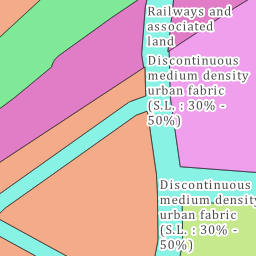 Railways and
associated
land
Discontinuous
medium density
urban fabric
(S.L. : 30% -
50%)
Discontinuous
medium density
urban fabric
(S.L. : 30% -
50%)